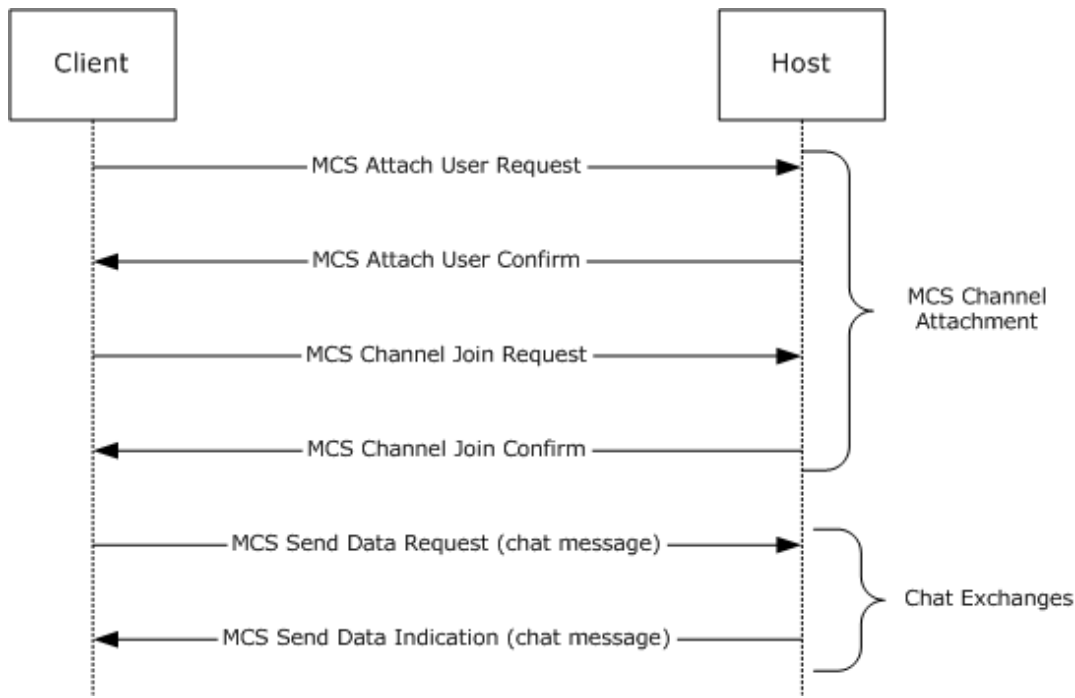 Client
Host
MCS Attach User Request
MCS Attach User Confirm
MCS Channel Join Request
MCS Channel Join Confirm
MCS Channel
Attachment
MCS Send Data Request (chat message)
MCS Send Data Indication (chat message)
Chat Exchanges